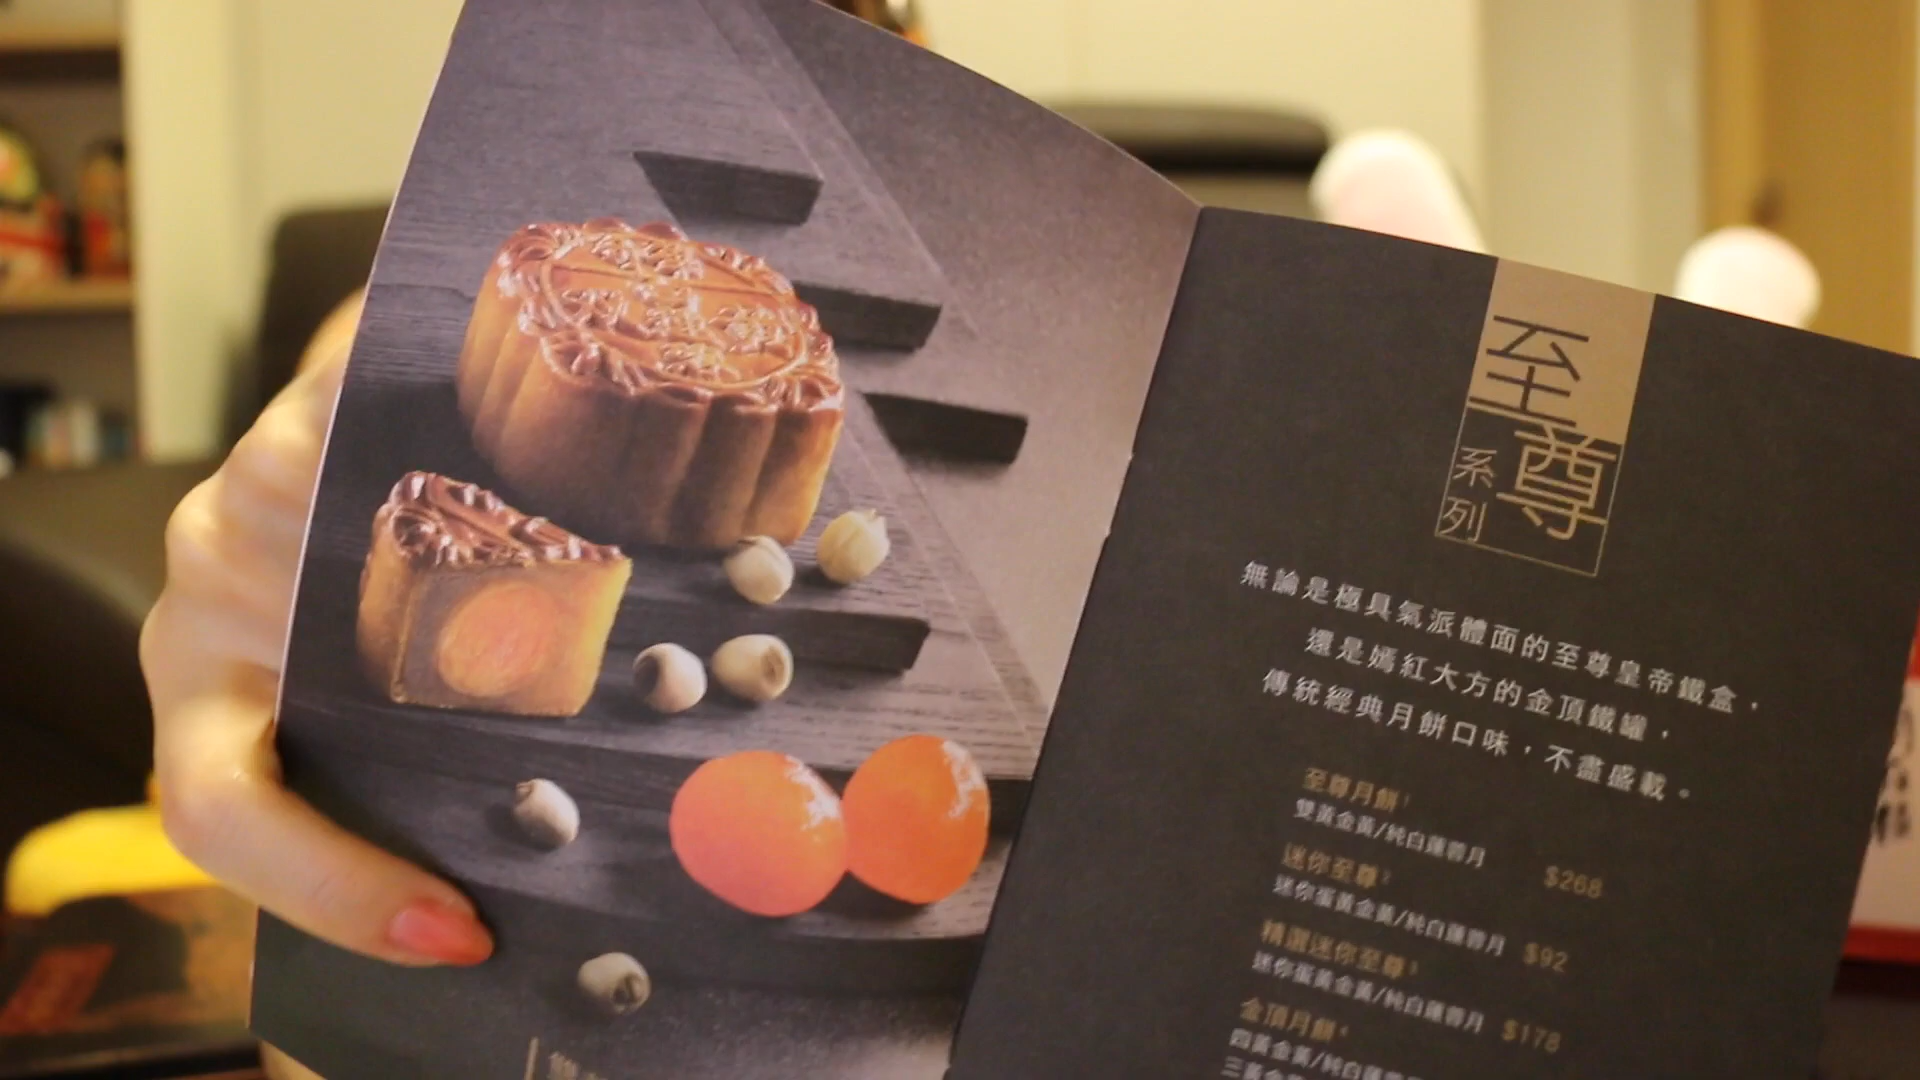 至尊
系列
無論是極具氣派體面的至尊皇帝鐵盒，
還是嫣紅大方的金頂鐵罐，
傳統經典月餅口味，不盡盛載。
至尊月餅
雙黃金黃/純白蓮蓉月 $268
迷你至尊
迷你蛋黃金黃/純白蓮蓉月 $92
精選迷你至尊
迷你蛋黃金黃/純白蓮蓉月 $178
金頂月餅
四黃金黃/純白蓮蓉
三黃金黃